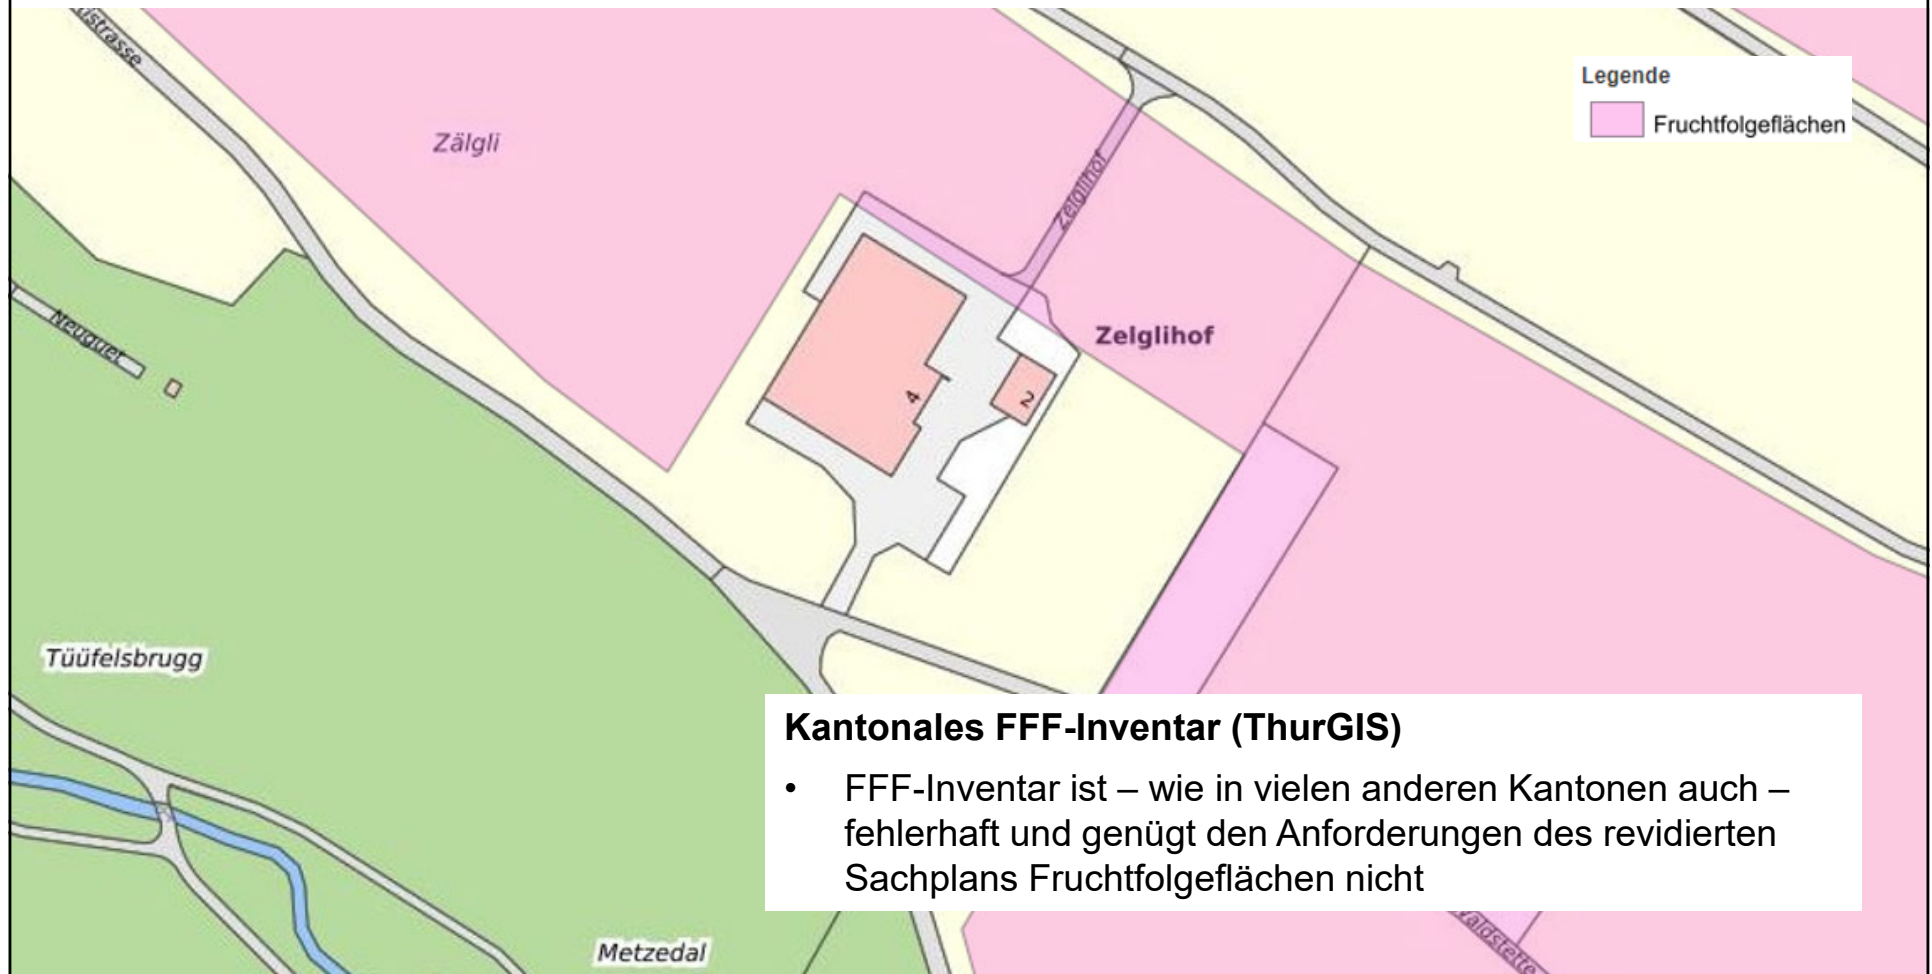 Legende
Fruchtfolgeflächen
Zälgli
Zelglihof
Zelglihof
Neuguet
4
2
Tüüfelsbrugg
Kantonales FFF-Inventar (ThurGIS)
• FFF-Inventar ist – wie in vielen anderen Kantonen auch –
fehlerhaft und genügt den Anforderungen des revidierten
Sachplans Fruchtfolgeflächen nicht
Metzedal